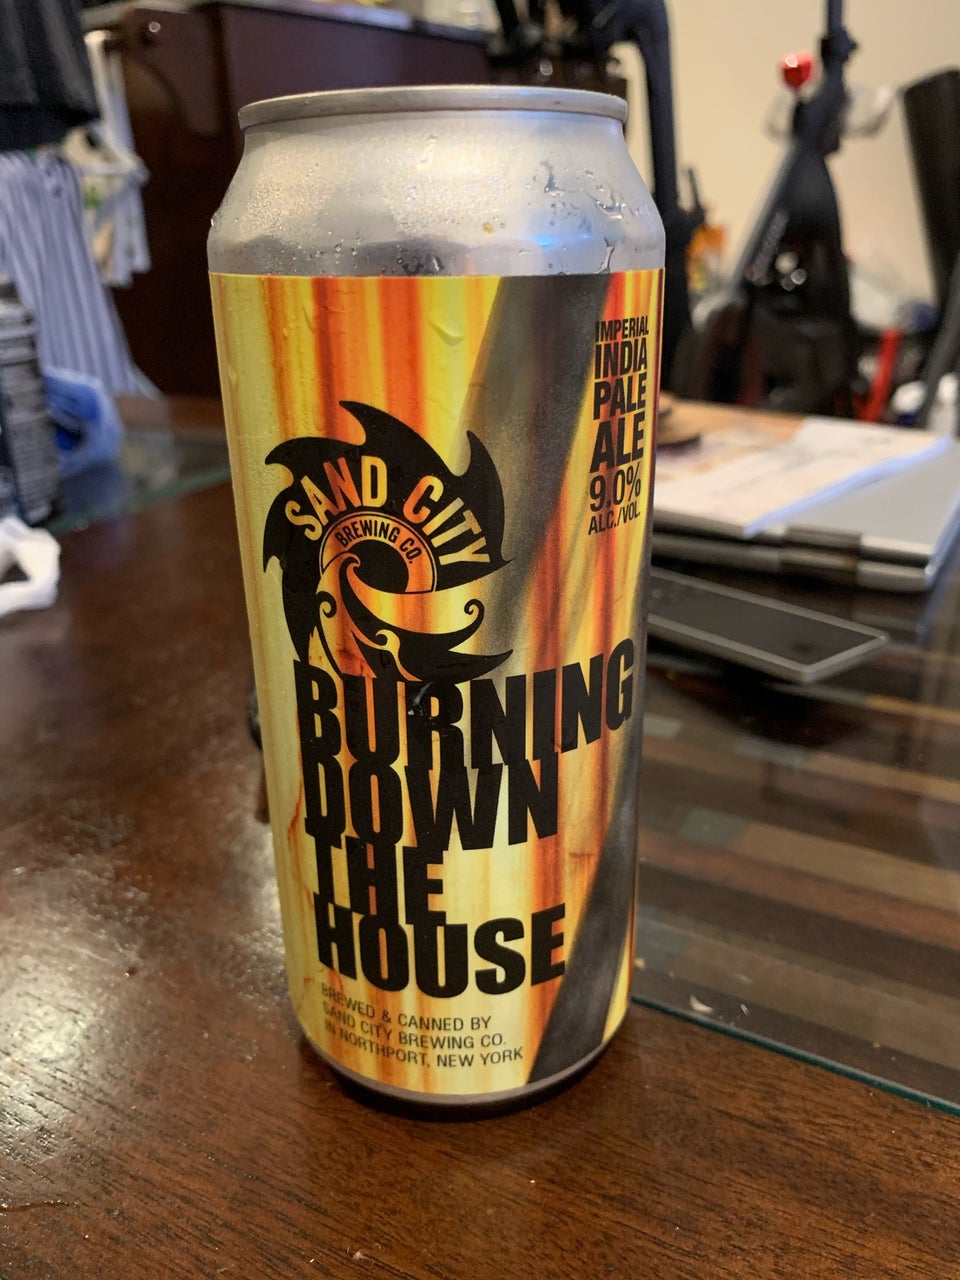 IMPERIAL
INDIA
PALE
ALE
9.0%
ALC./VOL.
SAND CITY
BREWING CO.
BURNING
DOWN
THE
HOUSE
BREWED & CANNED BY
SAND CITY BREWING CO.
IN NORTHPORT, NEW YORK